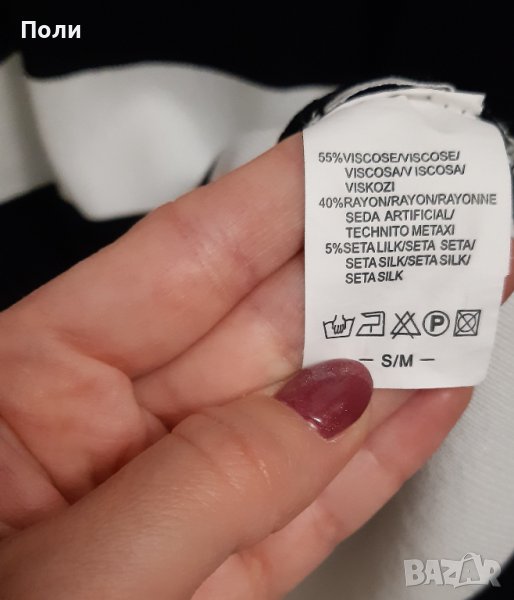 Поли
55%VISCOSE/VISCOSE/
VISCOSA/VISCOSA/
VISKOZI
40%RAYON/RAYON/RAYONNE
SEDA ARTIFICIAL/
TECHNITO METAXI
5%SETA LILK/SETA SETA/
SETA SILK/SETA SILK/
SETA SILK
P
— S/M —
BAZAR